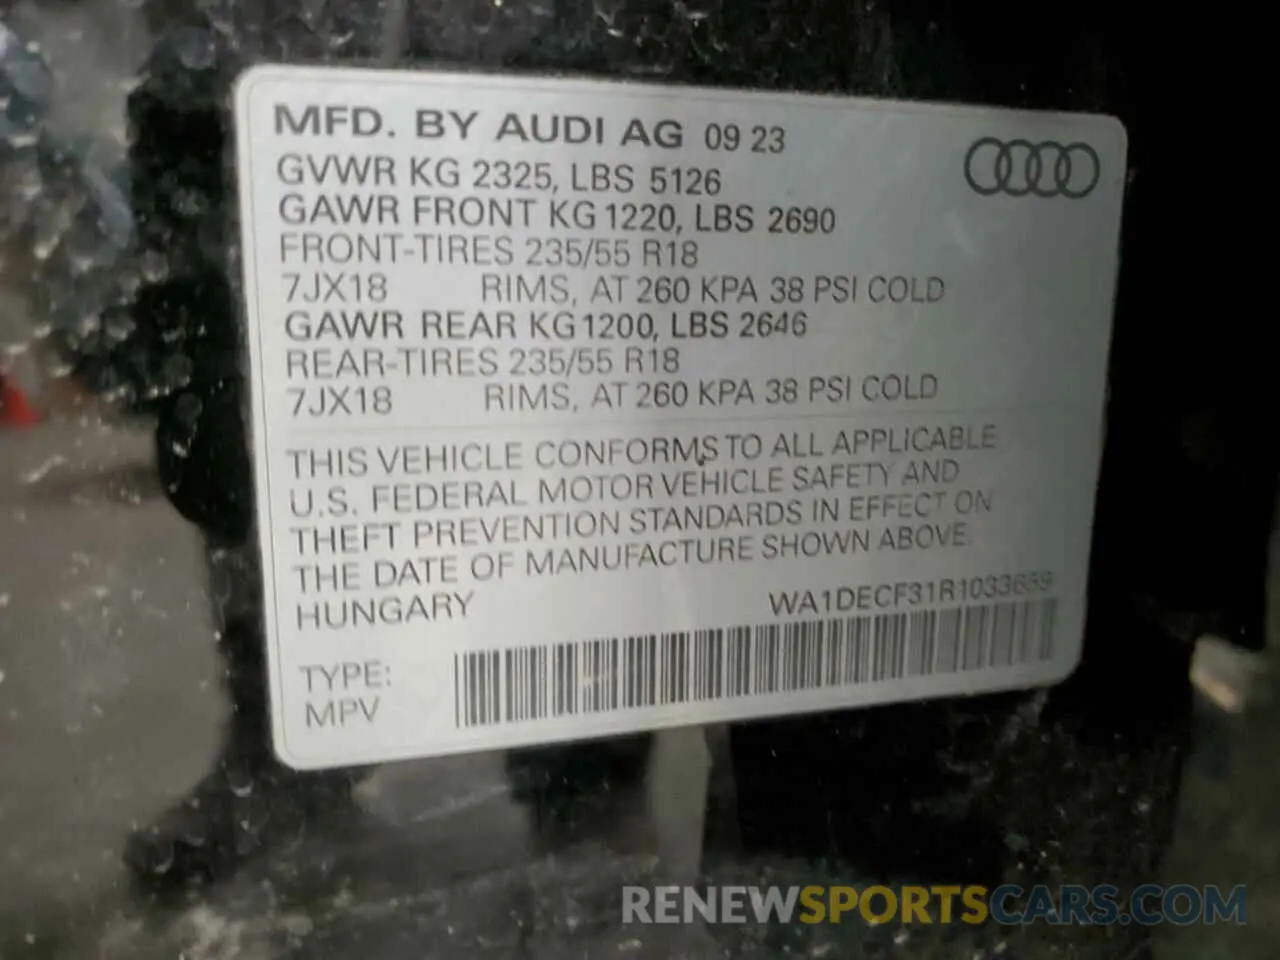 MFD. BY AUDI AG 09 23
GVWR KG 2325, LBS 5126
GAWR FRONT KG 1220, LBS 2690
FRONT-TIRES 235/55 R18
7JX18 RIMS, AT 260 KPA 38 PSI COLD
GAWR REAR KG 1200, LBS 2646
REAR-TIRES 235/55 R18
7JX18 RIMS, AT 260 KPA 38 PSI COLD
THIS VEHICLE CONFORMS TO ALL APPLICABLE
U.S. FEDERAL MOTOR VEHICLE SAFETY AND
THEFT PREVENTION STANDARDS IN EFFECT ON
THE DATE OF MANUFACTURE SHOWN ABOVE.
HUNGARY WA1DECF31R1033659
TYPE:
MPV
RENEWSPORTSCARS.COM